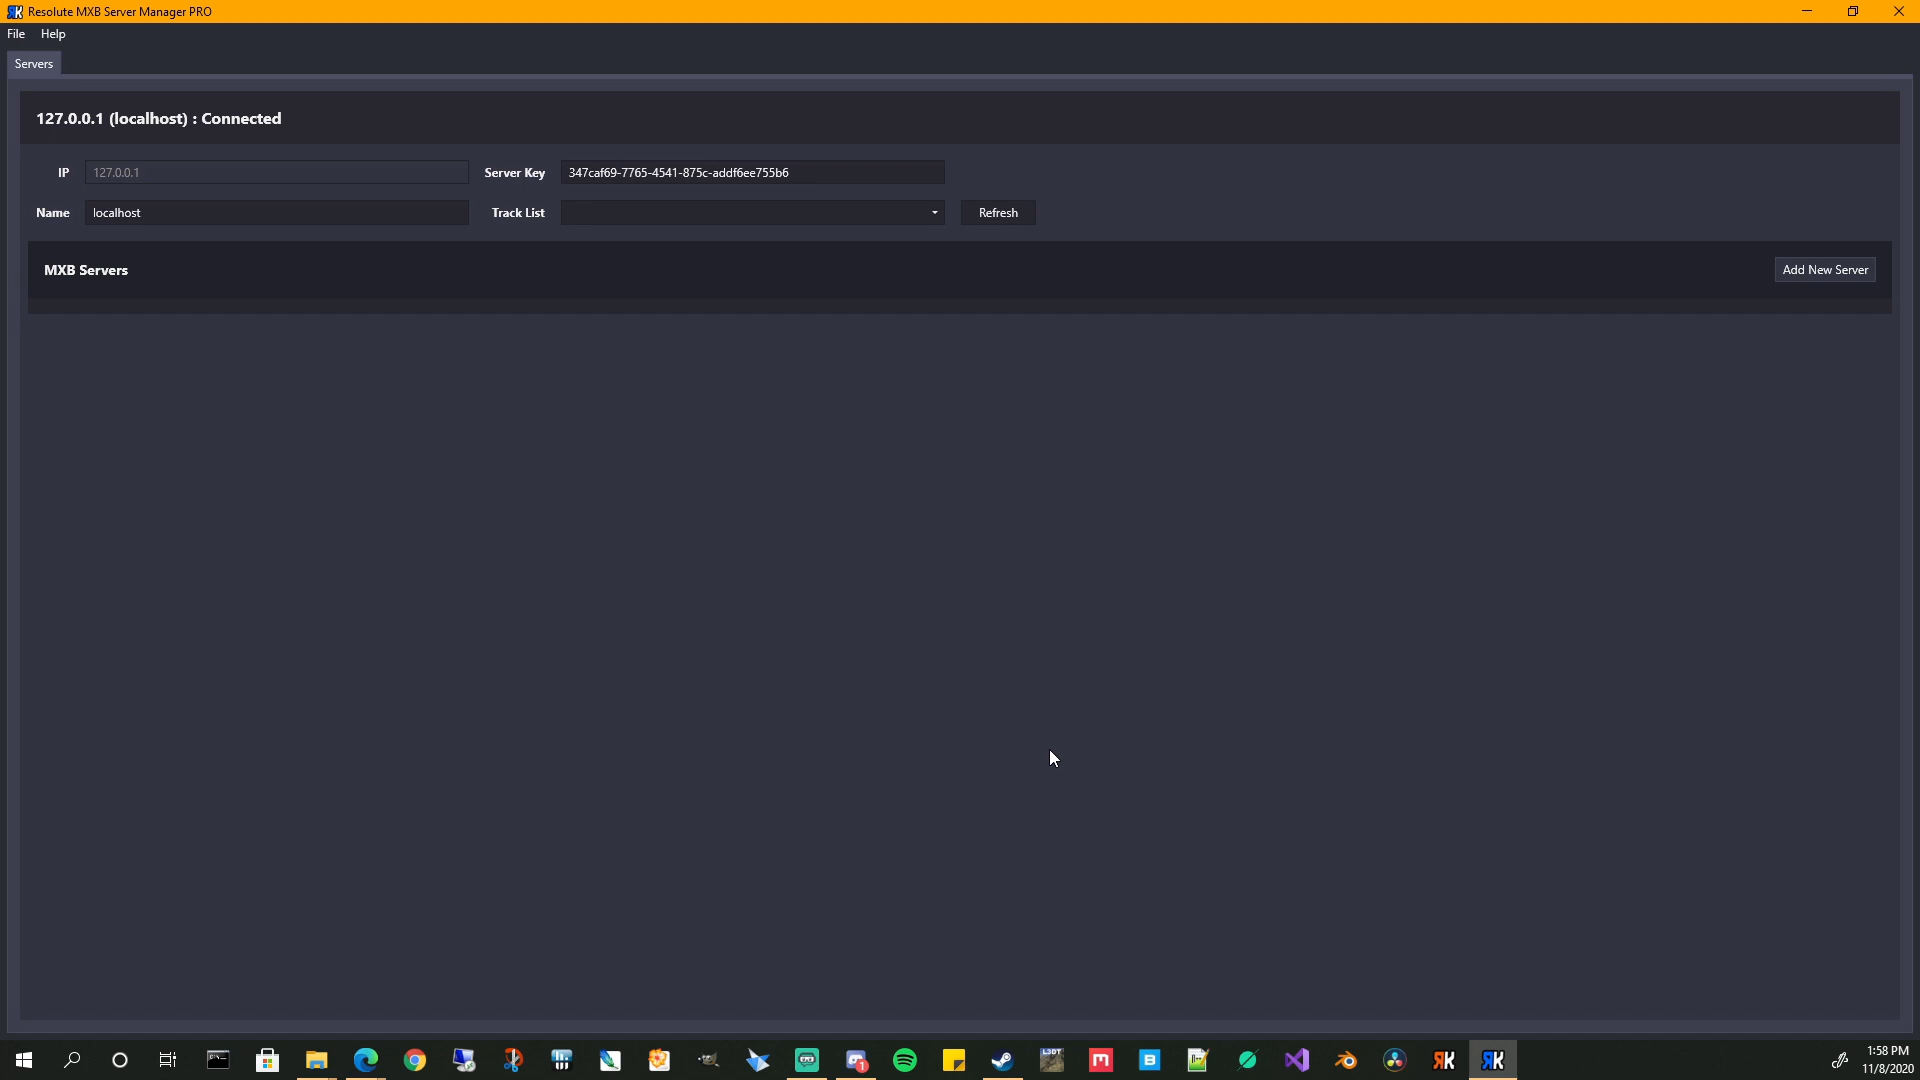 Resolute MXB Server Manager PRO
File Help
Servers
127.0.0.1 (localhost) : Connected
IP 127.0.0.1 Server Key 347caf69-7765-4541-875c-addf6ee755b6
Name localhost Track List Refresh
MXB Servers Add New Server
L3DT
1
1:58 PM
11/8/2020